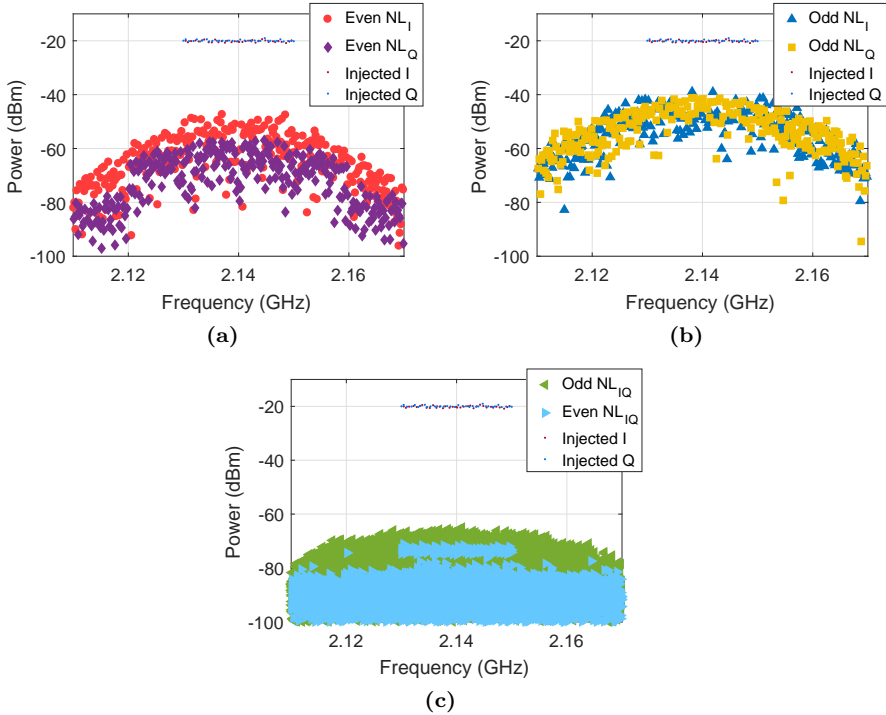 Even NL_I
Even NL_Q
Injected I
Injected Q
-20
-40
-60
-80
-100
Power (dBm)
2.12
2.14
2.16
Frequency (GHz)
(a)
Odd NL_I
Odd NL_Q
Injected I
Injected Q
-20
-40
-60
-80
-100
Power (dBm)
2.12
2.14
2.16
Frequency (GHz)
(b)
Odd NL_IQ
Even NL_IQ
Injected I
Injected Q
-20
-40
-60
-80
-100
Power (dBm)
2.12
2.14
2.16
Frequency (GHz)
(c)